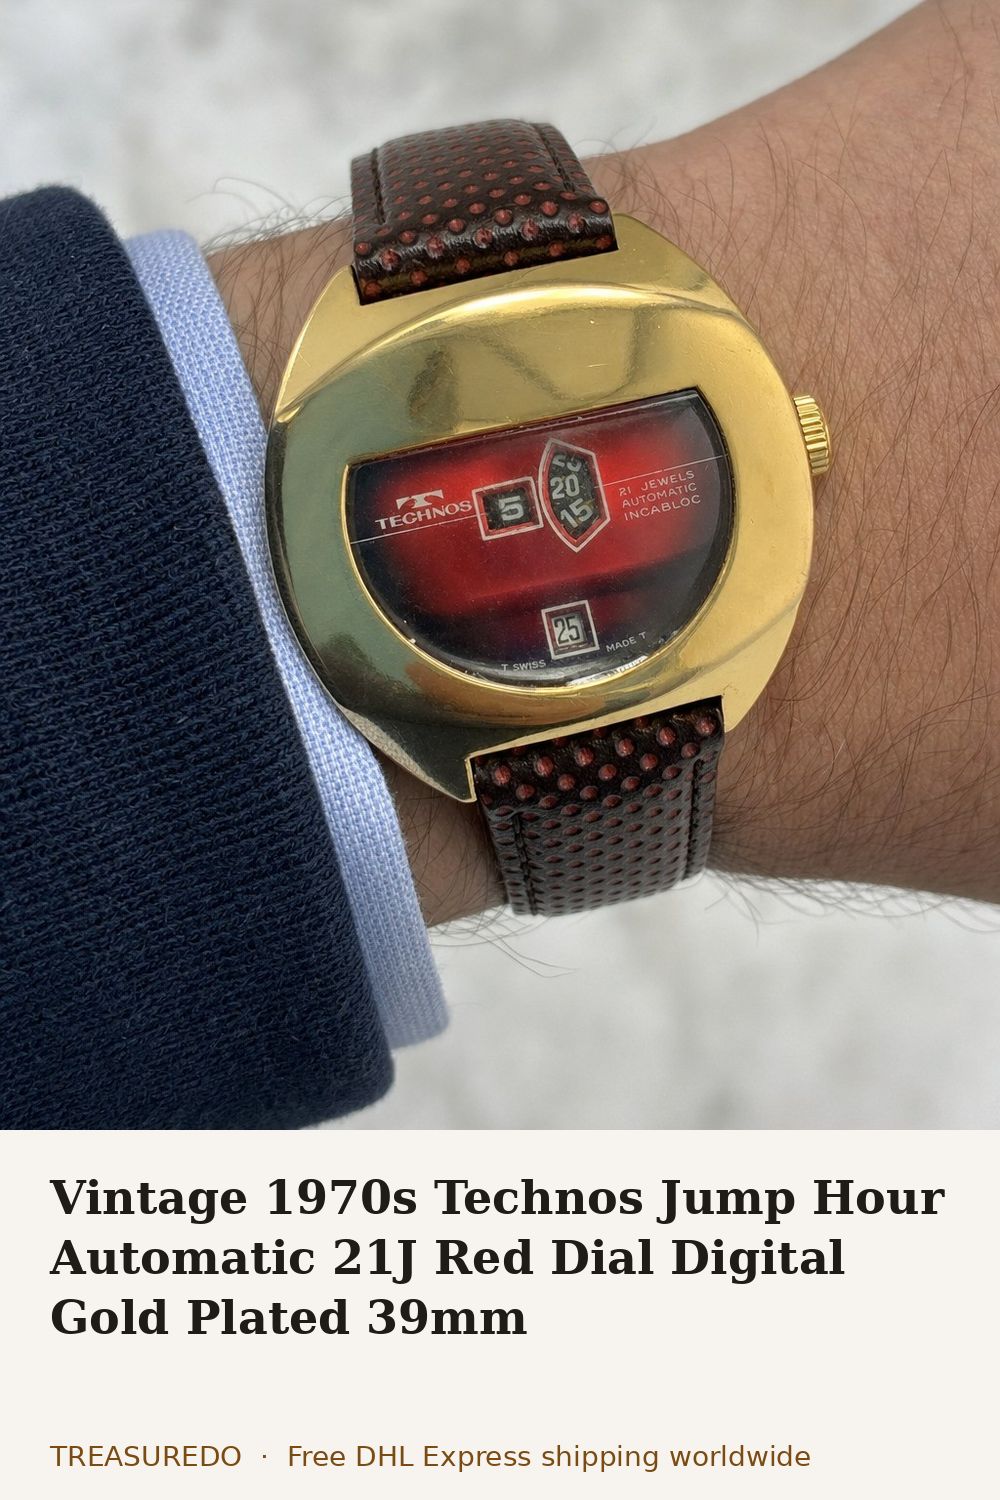 TECHNOS
5
20
15
21 JEWELS
AUTOMATIC
INCABLOC
25
T SWISS MADE T
Vintage 1970s Technos Jump Hour
Automatic 21J Red Dial Digital
Gold Plated 39mm
TREASUREDO · Free DHL Express shipping worldwide